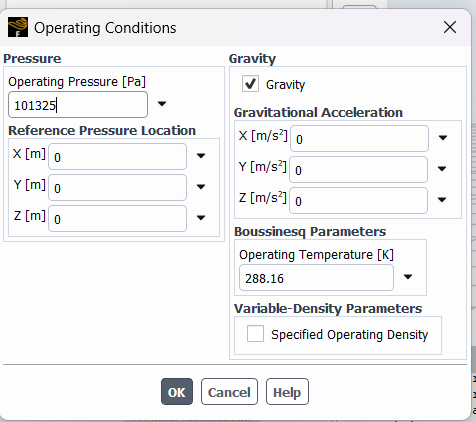 Operating Conditions
Pressure
Operating Pressure [Pa]
101325
Reference Pressure Location
X [m] 0
Y [m] 0
Z [m] 0
Gravity
Gravity
Gravitational Acceleration
X [m/s²] 0
Y [m/s²] 0
Z [m/s²] 0
Boussinesq Parameters
Operating Temperature [K]
288.16
Variable-Density Parameters
Specified Operating Density
OK Cancel Help